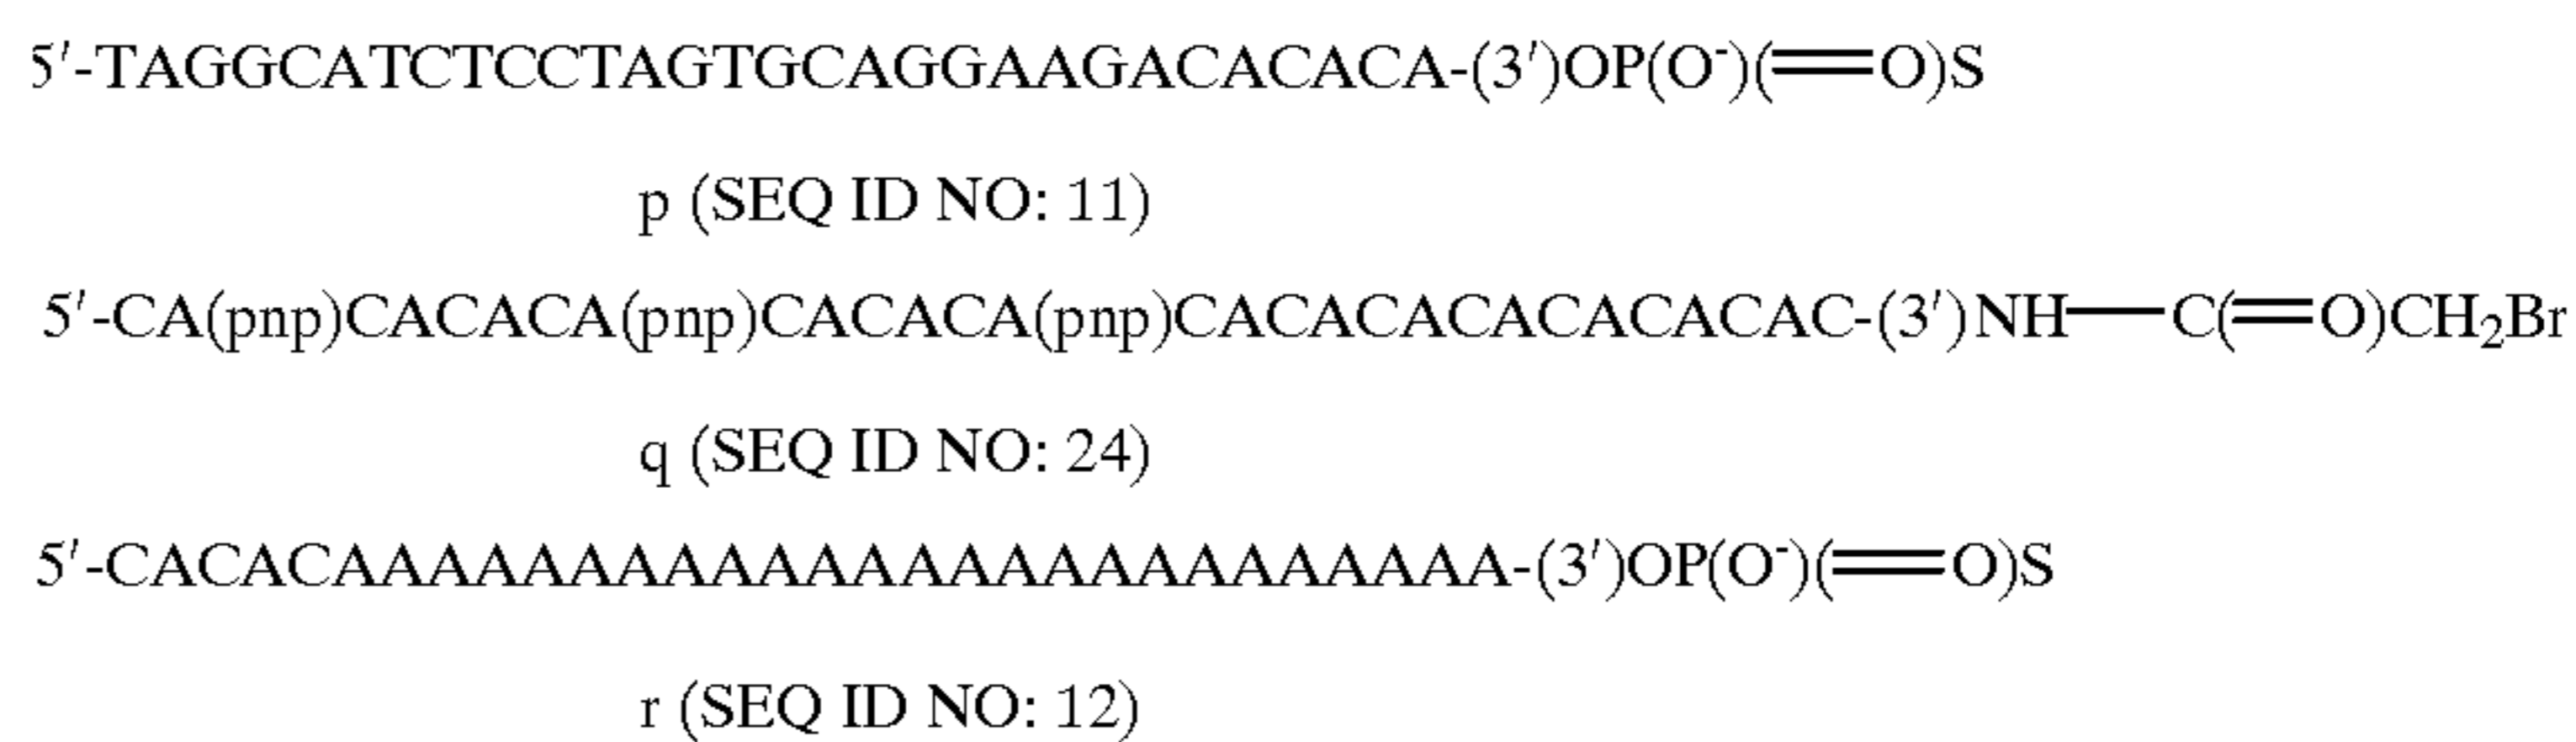 5′-TAGGCATCTCCTAGTGCAGGAAGACACACA-(3′)OP(O⁻)(═O)S
p (SEQ ID NO: 11)
5′-CA(pnp)CACACA(pnp)CACACA(pnp)CACACACACACACAC-(3′)NH—C(═O)CH₂Br
q (SEQ ID NO: 24)
5′-CACACAAAAAAAAAAAAAAAAAAAAAAAAA-(3′)OP(O⁻)(═O)S
r (SEQ ID NO: 12)